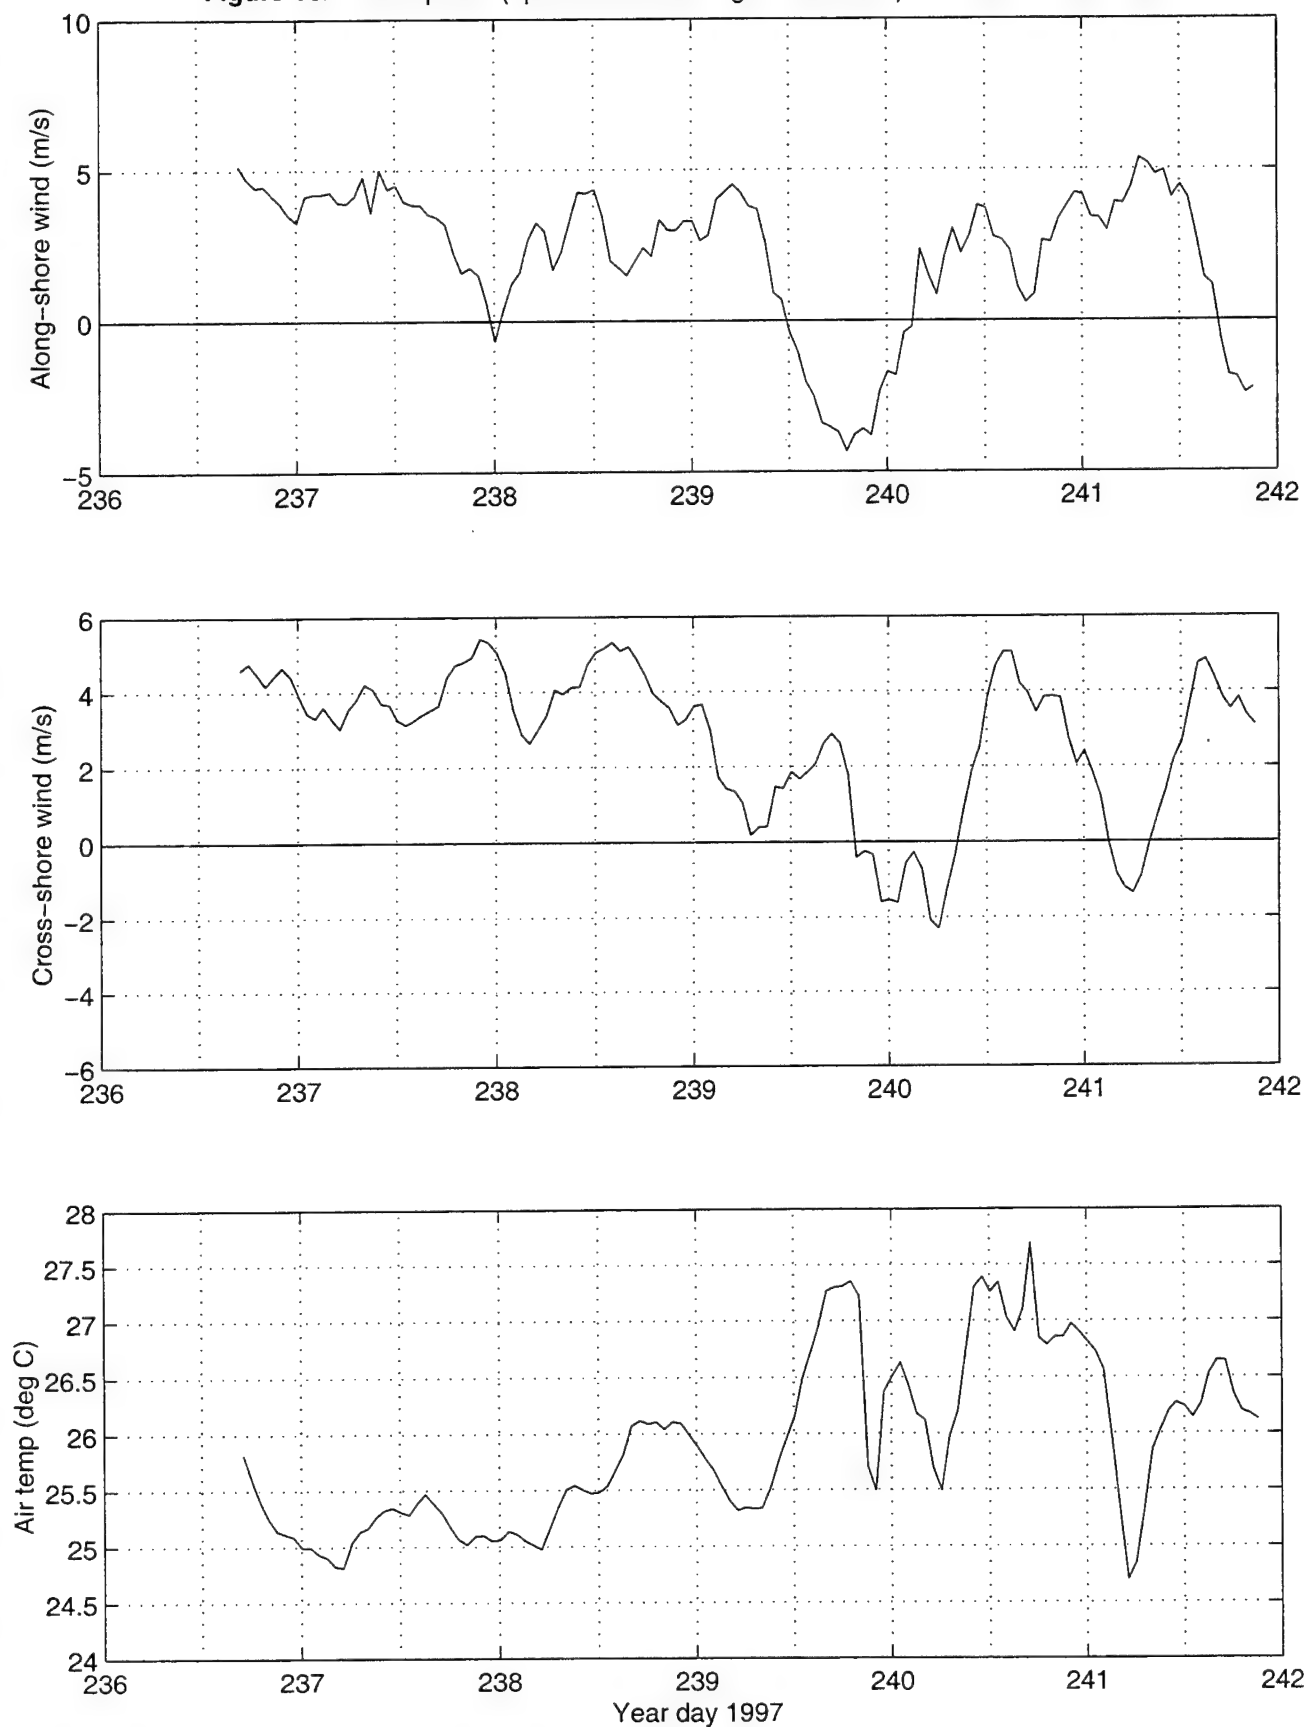 10
5
0
−5
Along−shore wind (m/s)
236 237 238 239 240 241 242
6
4
2
0
−2
−4
−6
Cross−shore wind (m/s)
236 237 238 239 240 241 242
28
27.5
27
26.5
26
25.5
25
24.5
24
Air temp (deg C)
236 237 238 239 240 241 242
Year day 1997